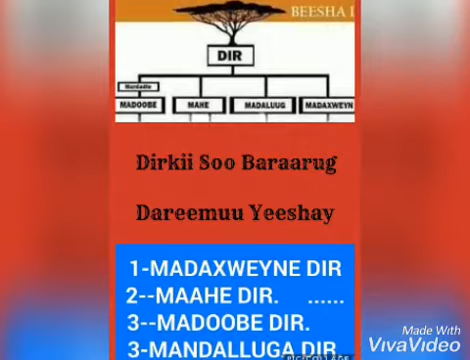 BEESHA
DIR
Madoobe
MADOOBE MAHE MADALUUG MADAXWEYN
Dirkii Soo Baraarug
Dareemuu Yeeshay
1-MADAXWEYNE DIR
2--MAAHE DIR. ......
3--MADOOBE DIR.
3-MANDALLUGA DIR
Made With
VivaVideo